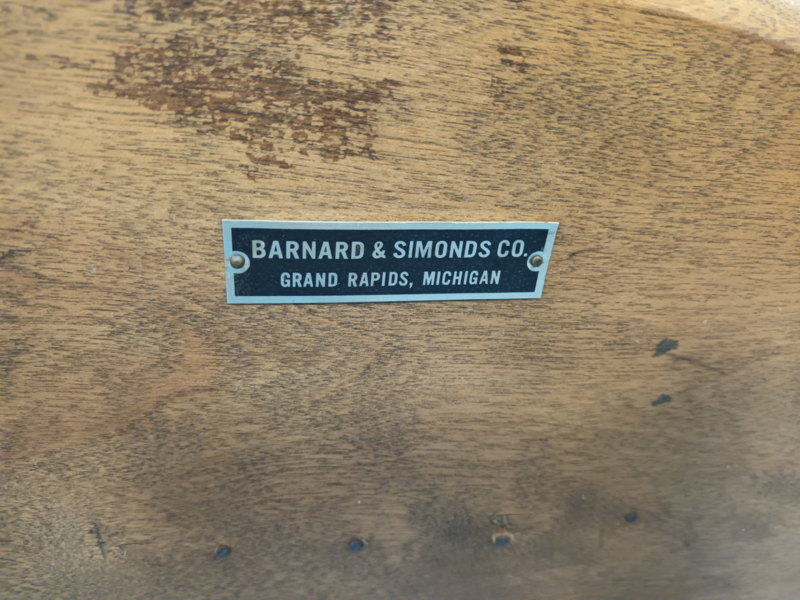 BARNARD & SIMONDS CO.
GRAND RAPIDS, MICHIGAN